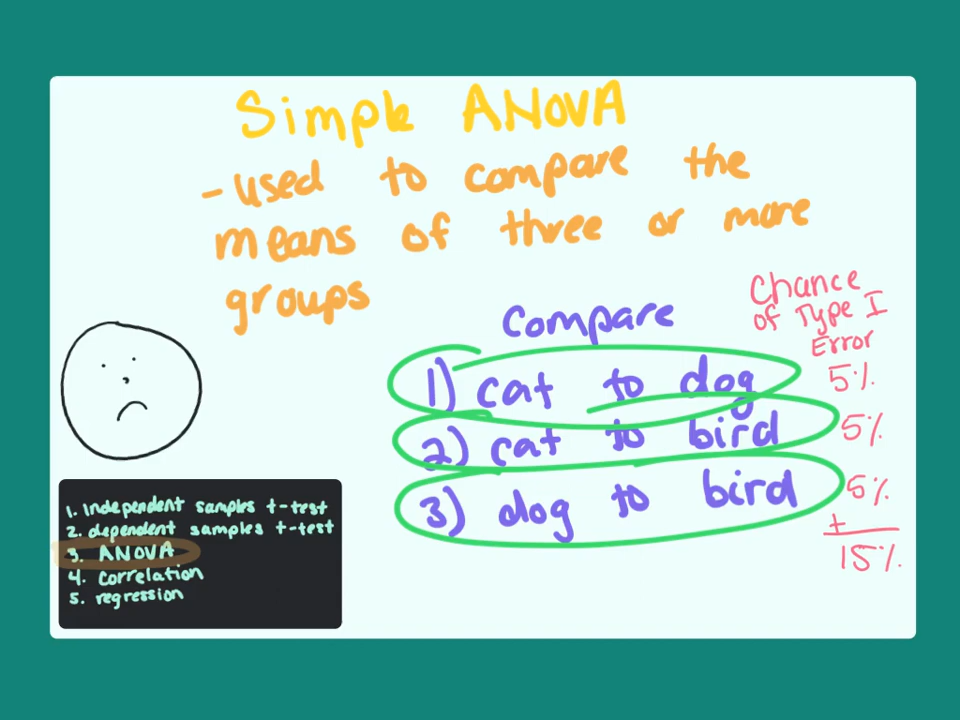 Simple ANOVA
- used to compare the
means of three or more
groups
Compare
1) cat to dog
2) cat to bird
3) dog to bird
Chance
of Type I
Error
5%
5%
5%
+
15%
1. independent samples t-test
2. dependent samples t-test
3. ANOVA
4. correlation
5. regression